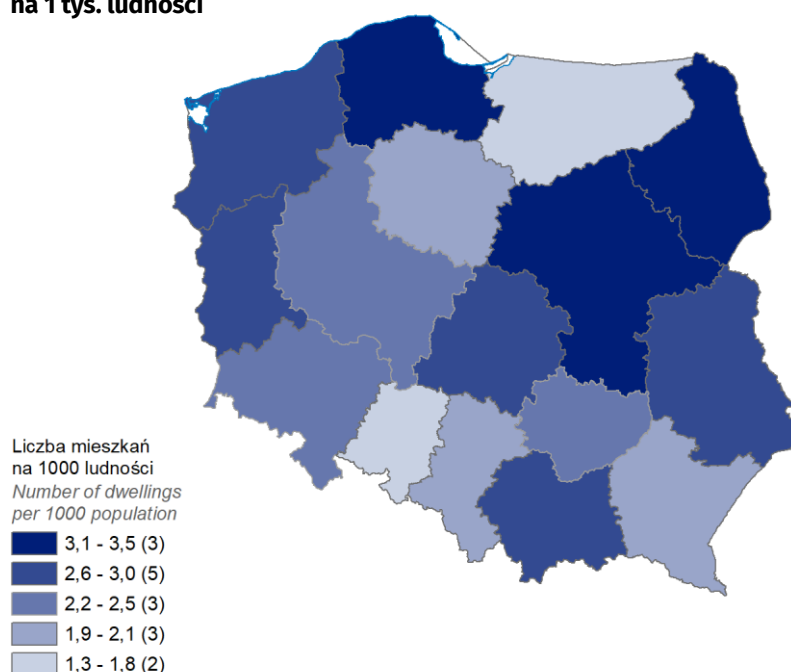 na 1 tys. ludności
Liczba mieszkań
na 1000 ludności
Number of dwellings
per 1000 population
3,1 - 3,5 (3)
2,6 - 3,0 (5)
2,2 - 2,5 (3)
1,9 - 2,1 (3)
1,3 - 1,8 (2)